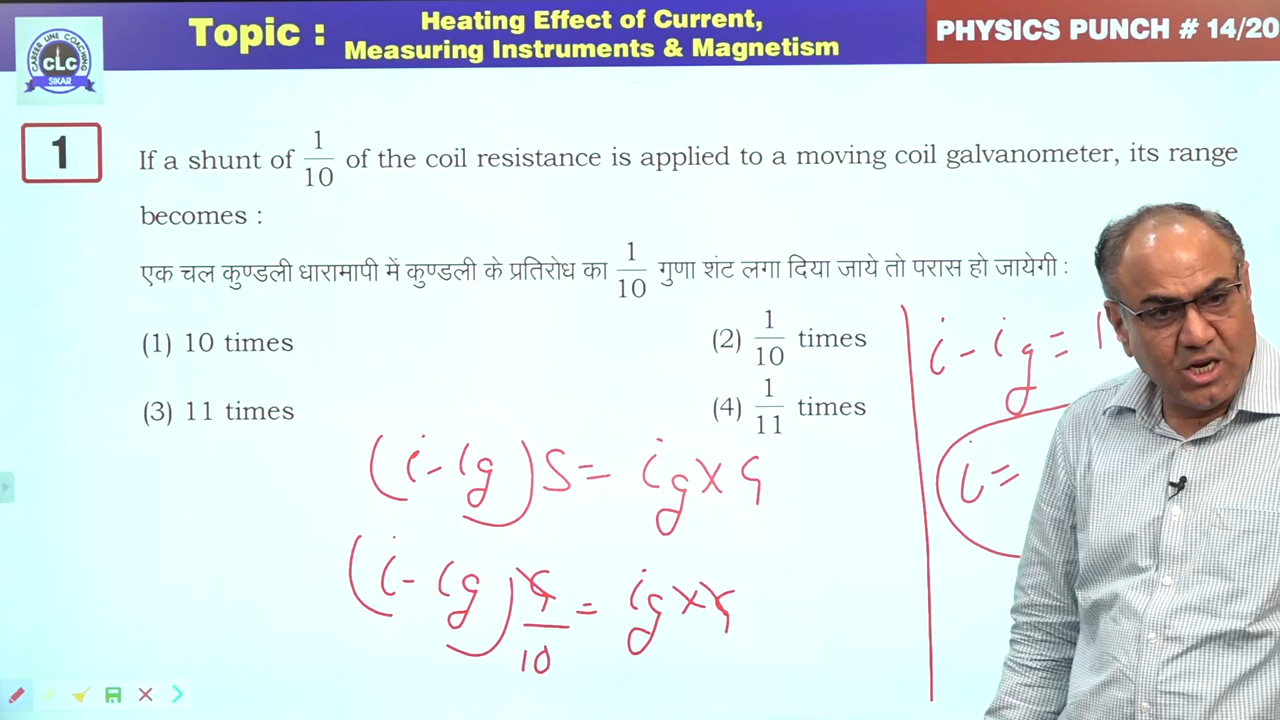 CAREER LINE COACHING
CLC
SIKAR
Topic :
Heating Effect of Current,
Measuring Instruments & Magnetism
PHYSICS PUNCH # 14/20
1
If a shunt of 1/10 of the coil resistance is applied to a moving coil galvanometer, its range
becomes :
एक चल कुण्डली धारामापी में कुण्डली के प्रतिरोध का 1/10 गुणा शंट लगा दिया जाये तो परास हो जायेगी :
(1) 10 times
(2) 1/10 times
(3) 11 times
(4) 1/11 times
i - ig = 1
i =
(i - ig) S = ig × G
(i - ig) G/10 = ig × G